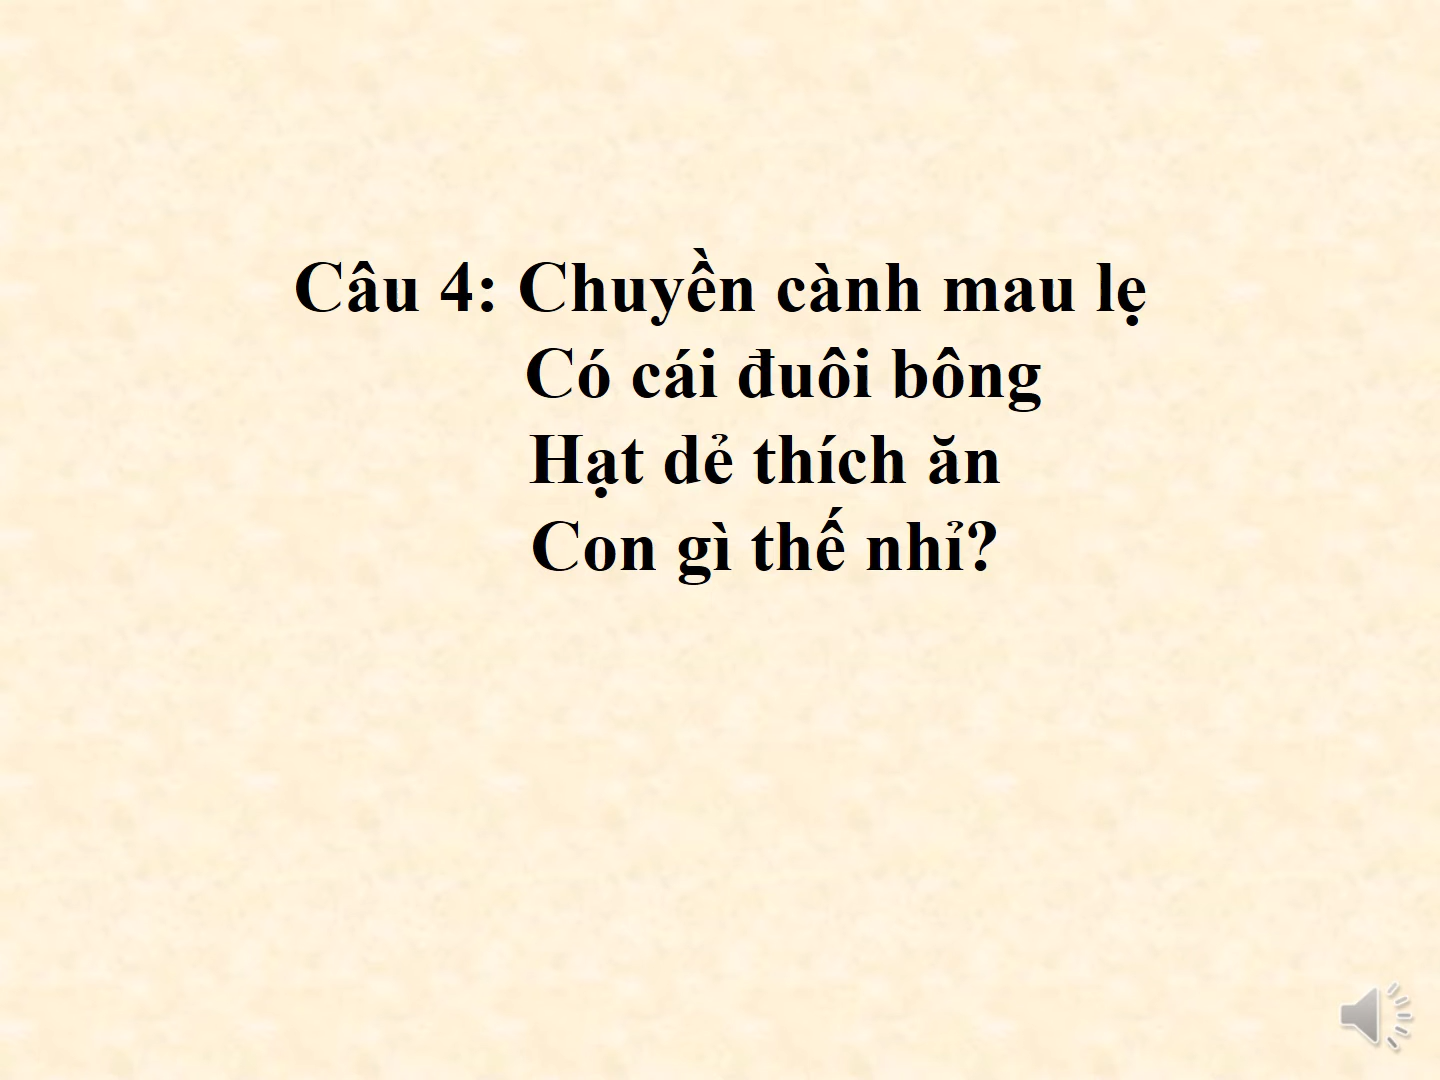 Câu 4: Chuyền cành mau lẹ
Có cái đuôi bông
Hạt dẻ thích ăn
Con gì thế nhỉ?